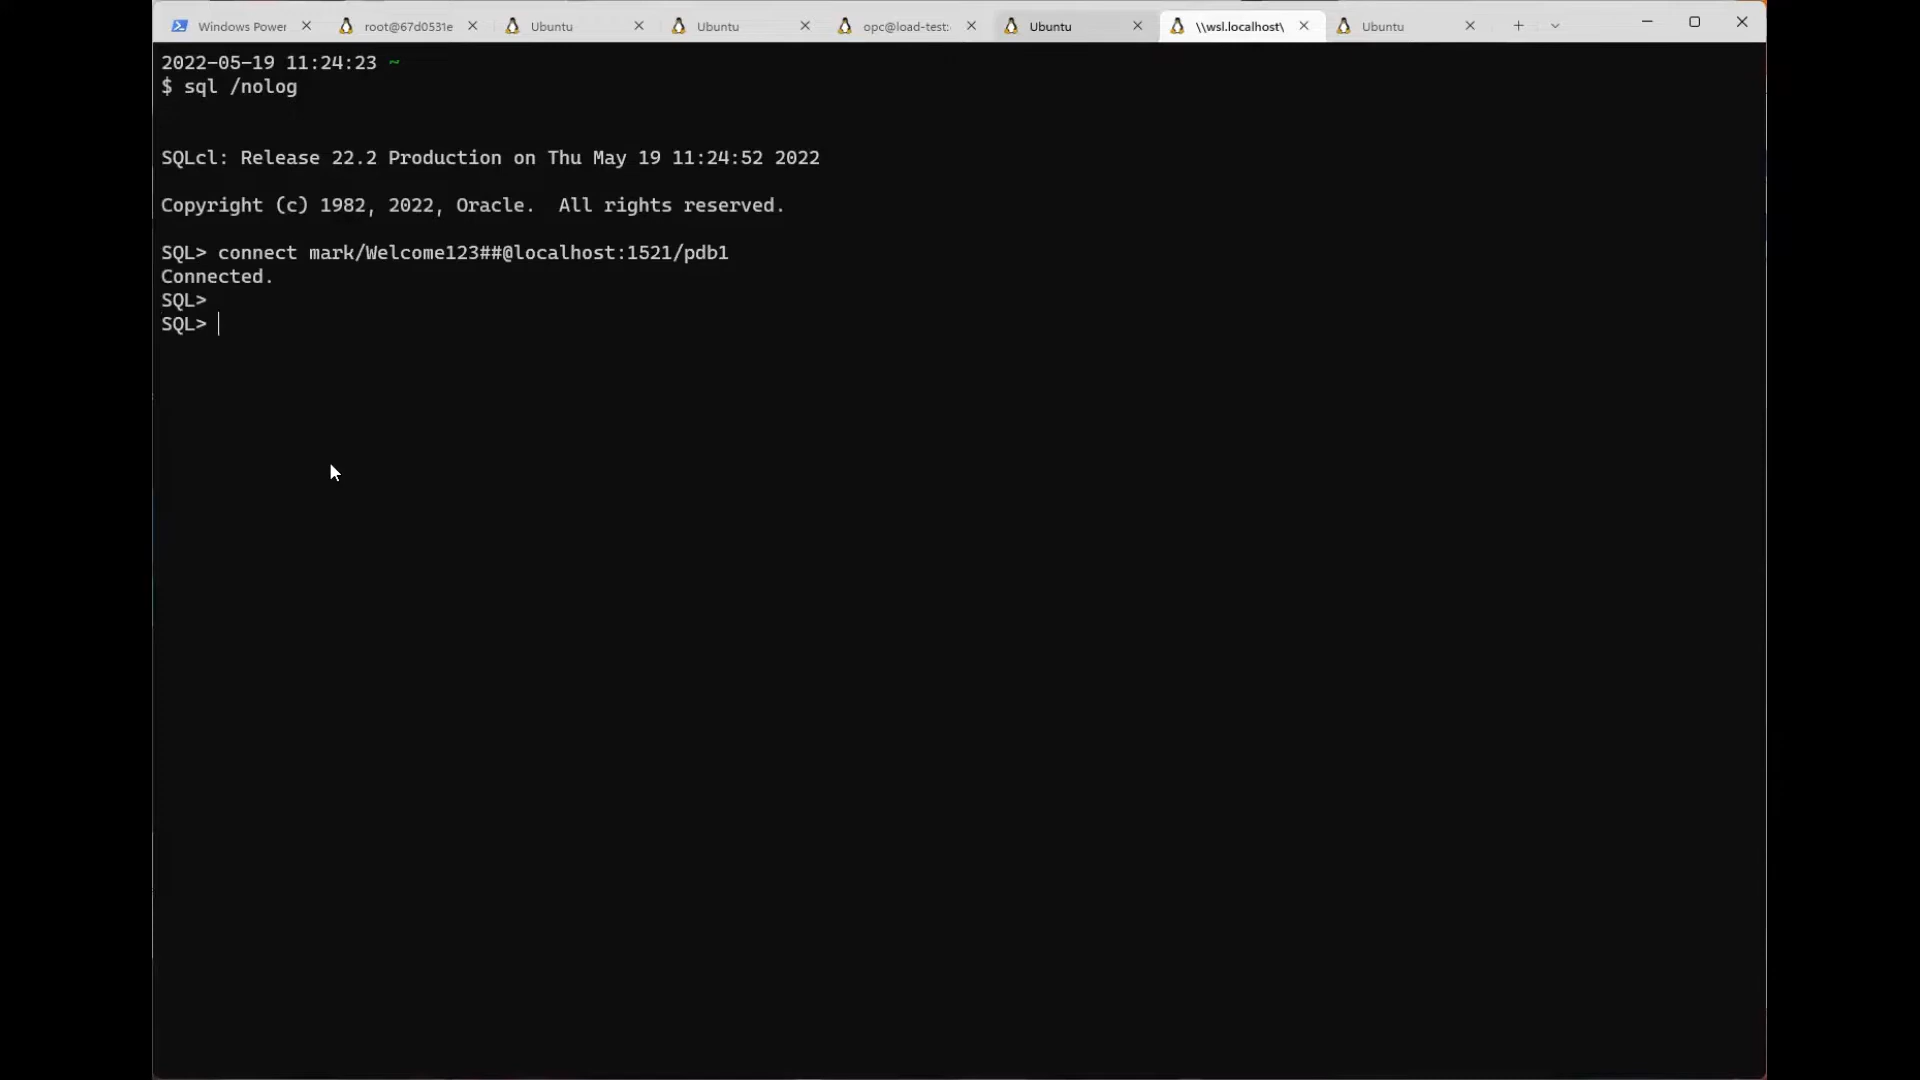 Windows Power
root@67d0531e
Ubuntu
Ubuntu
opc@load-test:
Ubuntu
\\wsl.localhost\
Ubuntu
2022-05-19 11:24:23 ~
$ sql /nolog
SQLcl: Release 22.2 Production on Thu May 19 11:24:52 2022
Copyright (c) 1982, 2022, Oracle.  All rights reserved.
SQL> connect mark/Welcome123##@localhost:1521/pdb1
Connected.
SQL>
SQL>